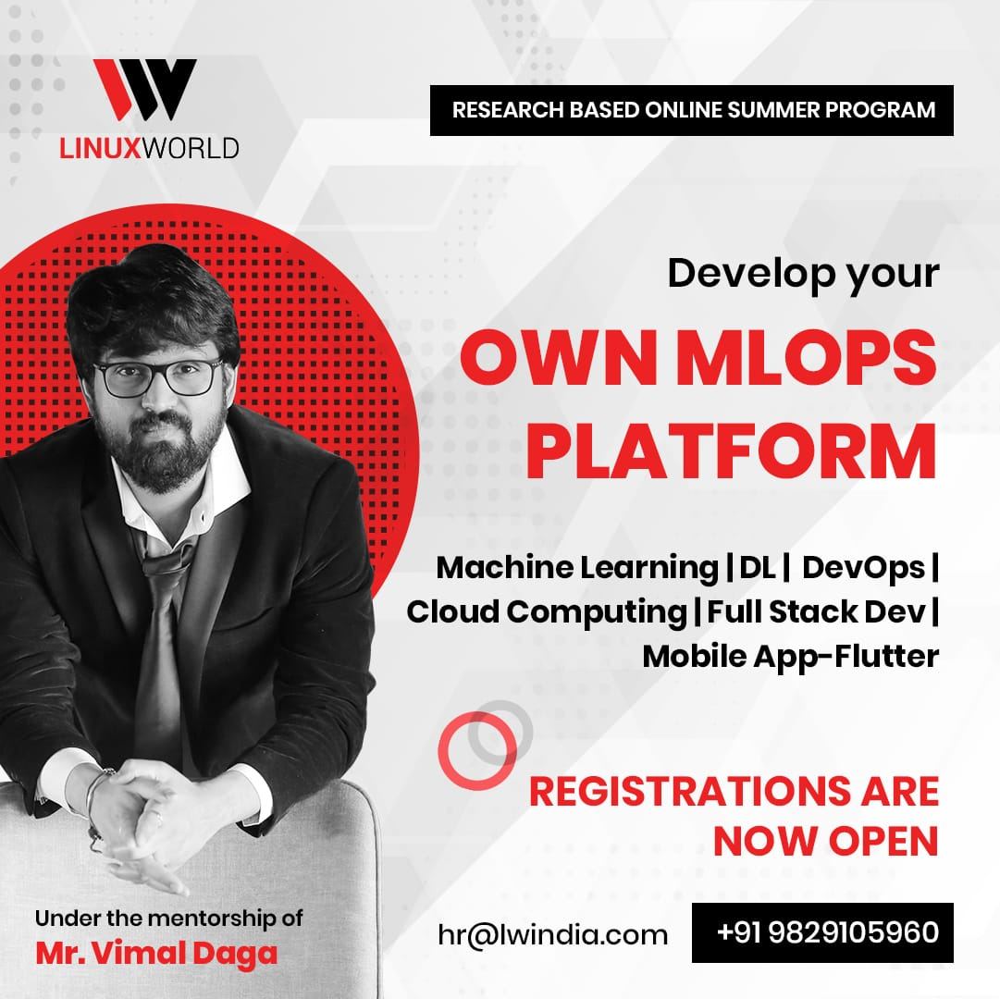 LINUXWORLD
RESEARCH BASED ONLINE SUMMER PROGRAM
Develop your
OWN MLOPS
PLATFORM
Machine Learning | DL | DevOps |
Cloud Computing | Full Stack Dev |
Mobile App-Flutter
REGISTRATIONS ARE
NOW OPEN
Under the mentorship of
Mr. Vimal Daga
hr@lwindia.com
+91 9829105960